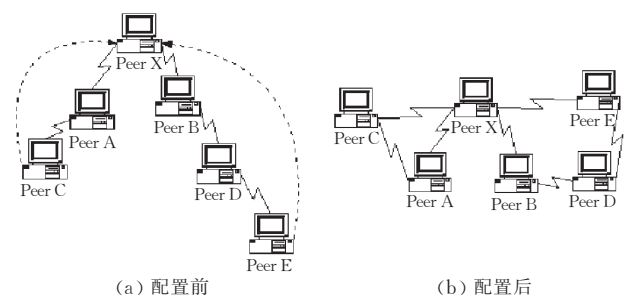 Peer X
Peer A
Peer B
Peer C
Peer D
Peer E
(a) 配置前
Peer C
Peer X
Peer E
Peer A
Peer B
Peer D
(b) 配置后